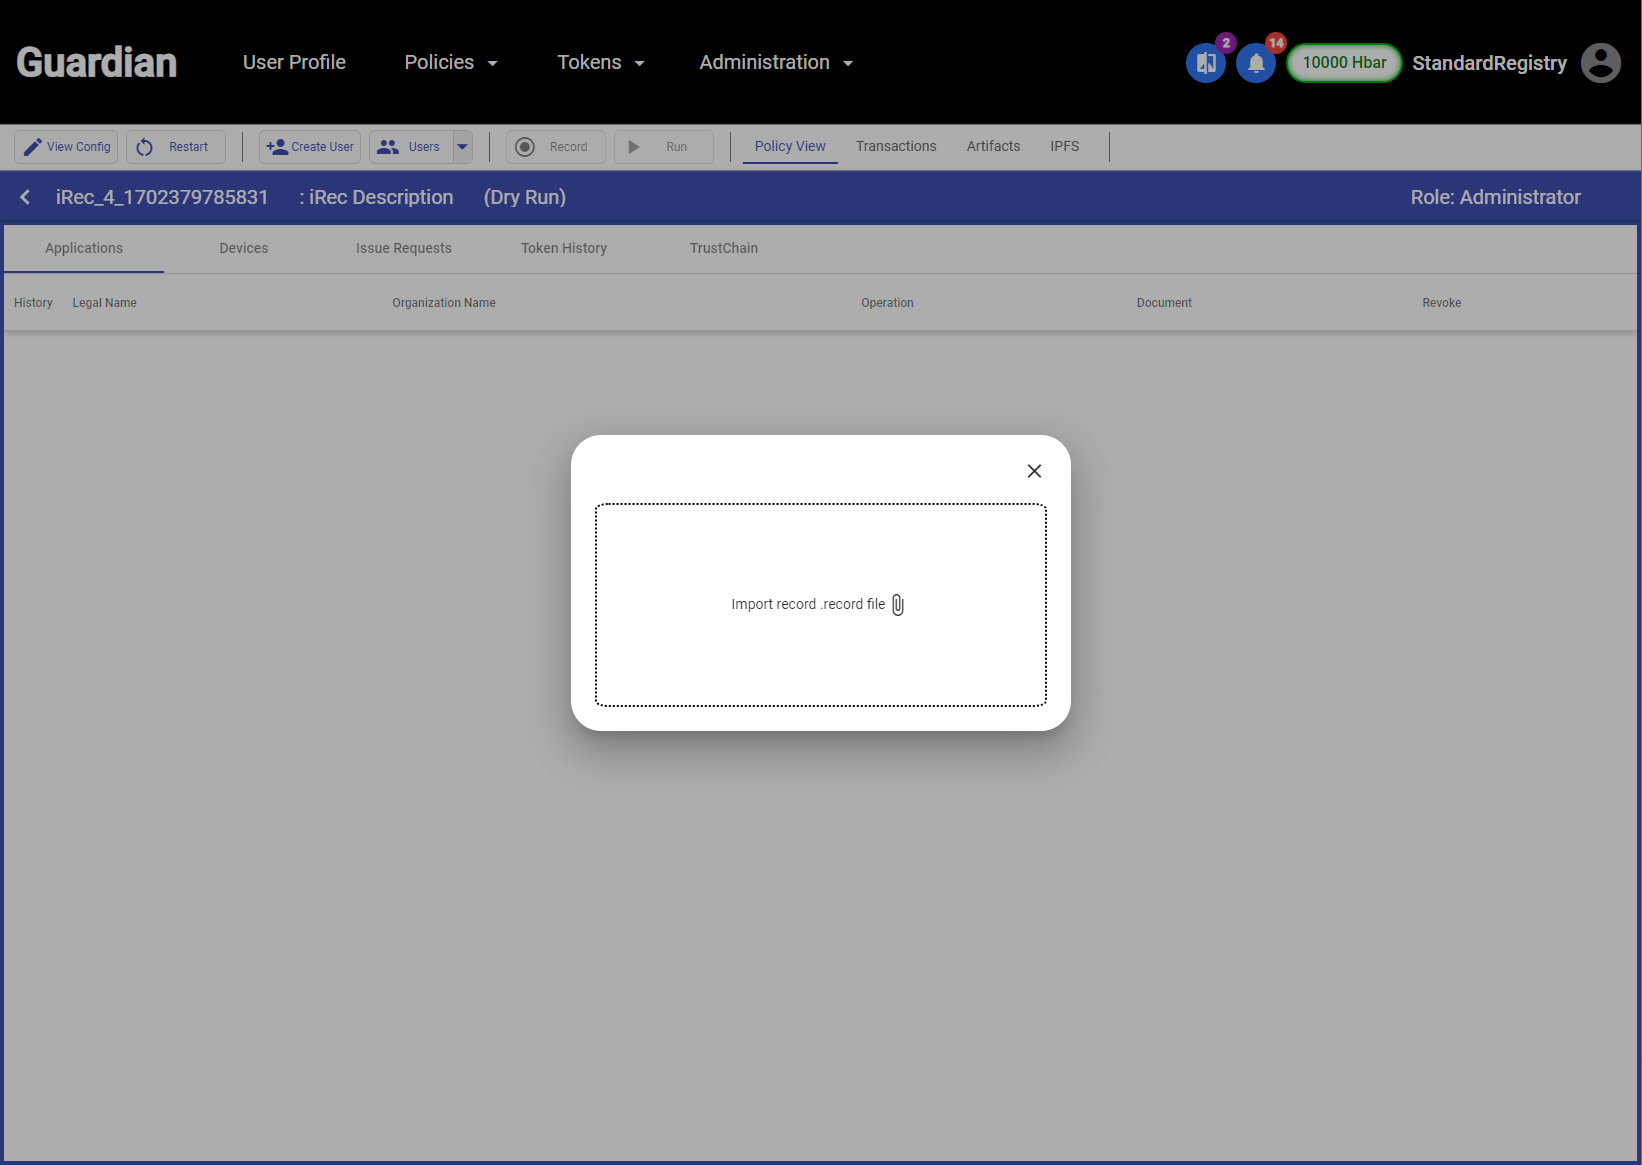 Guardian User Profile Policies Tokens Administration 2 14 10000 Hbar StandardRegistry
View Config Restart Create User Users Record Run Policy View Transactions Artifacts IPFS
iRec_4_1702379785831 : iRec Description (Dry Run) Role: Administrator
Applications Devices Issue Requests Token History TrustChain
History Legal Name Organization Name Operation Document Revoke
Import record .record file